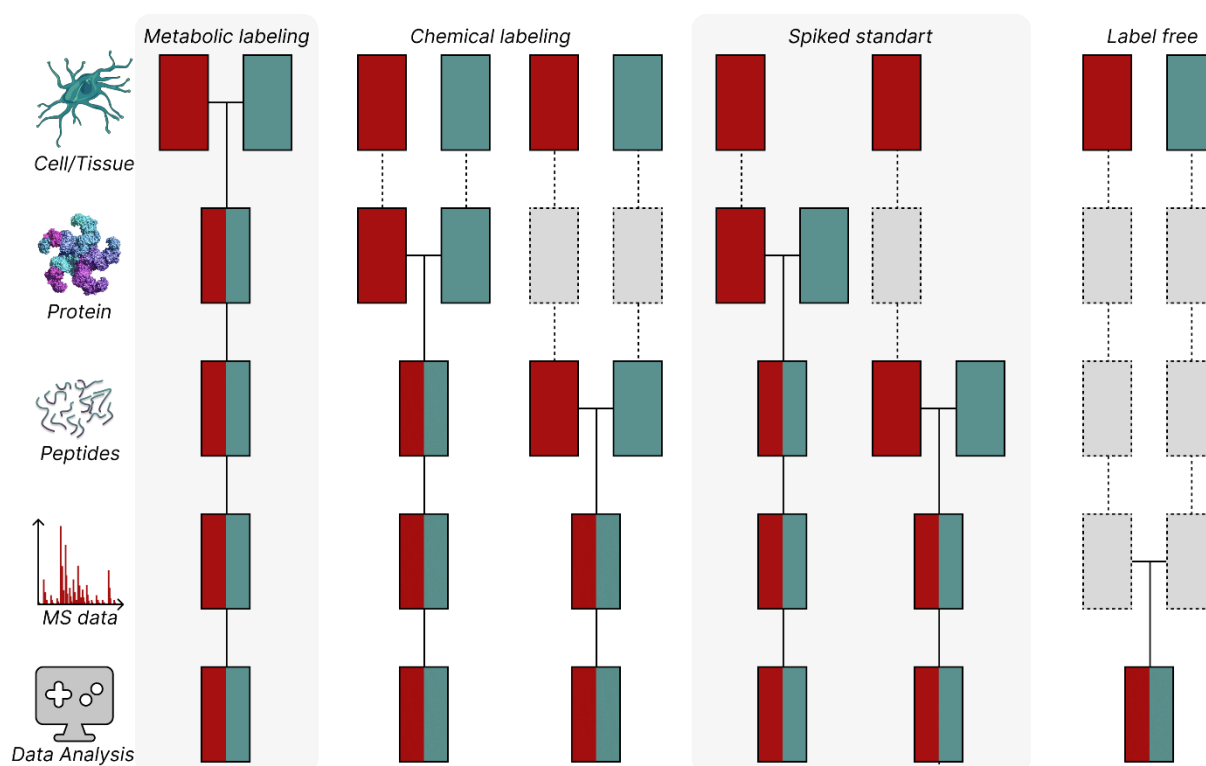 Metabolic labeling
Chemical labeling
Spiked standart
Label free
Cell/Tissue
Protein
Peptides
MS data
Data Analysis